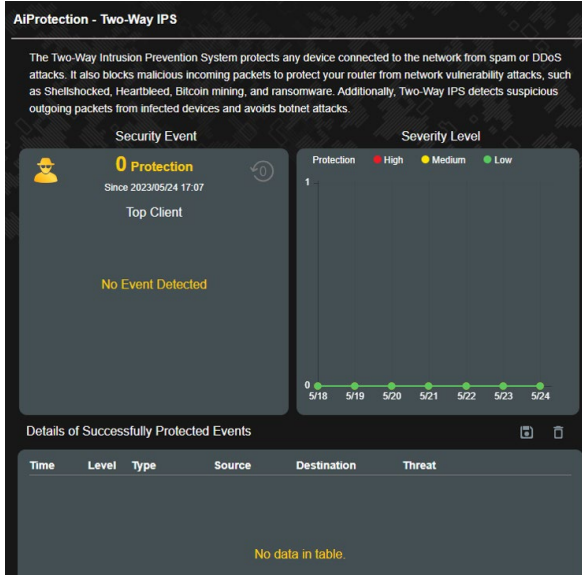 AiProtection - Two-Way IPS
The Two-Way Intrusion Prevention System protects any device connected to the network from spam or DDoS
attacks. It also blocks malicious incoming packets to protect your router from network vulnerability attacks, such
as Shellshocked, Heartbleed, Bitcoin mining, and ransomware. Additionally, Two-Way IPS detects suspicious
outgoing packets from infected devices and avoids botnet attacks.
Security Event
0 Protection
0
Since 2023/05/24 17:07
Top Client
No Event Detected
Severity Level
Protection High Medium Low
1
0
5/18 5/19 5/20 5/21 5/22 5/23 5/24
Details of Successfully Protected Events
Time Level Type Source Destination Threat
No data in table.